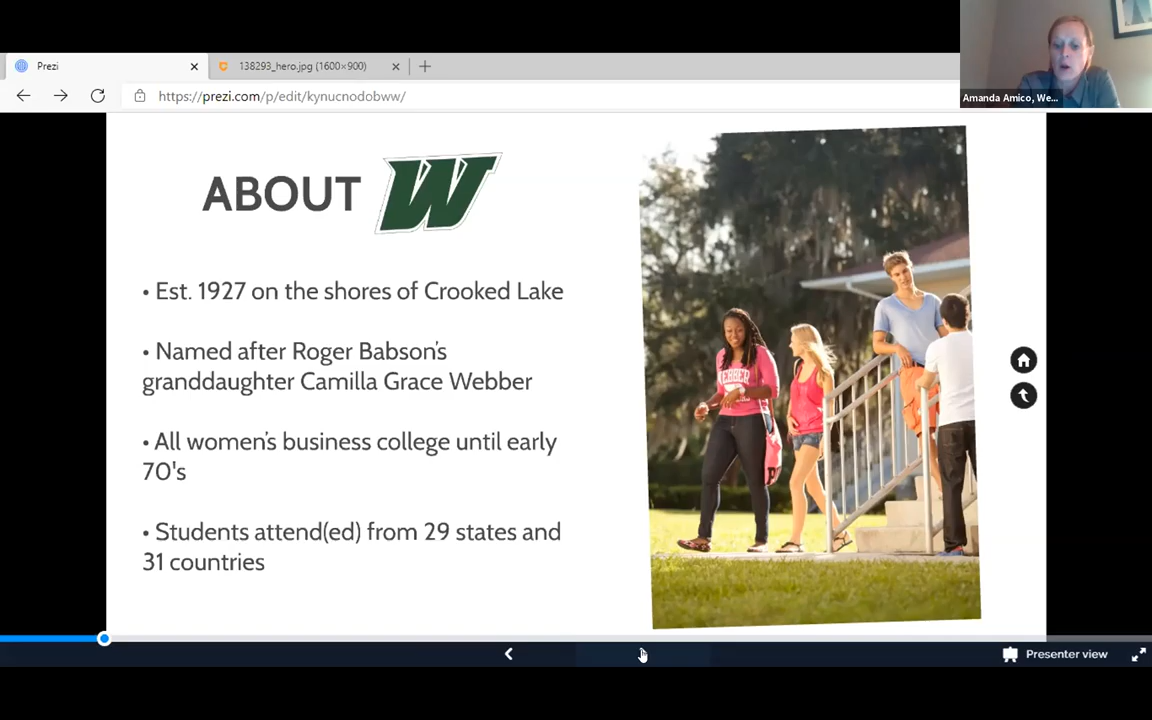 Prezi
138293_hero.jpg (1600×900)
https://prezi.com/p/edit/kynucnodobww/
Amanda Amico, We...
ABOUT W
• Est. 1927 on the shores of Crooked Lake
• Named after Roger Babson's
granddaughter Camilla Grace Webber
• All women's business college until early
70's
• Students attend(ed) from 29 states and
31 countries
WEBBER
Presenter view